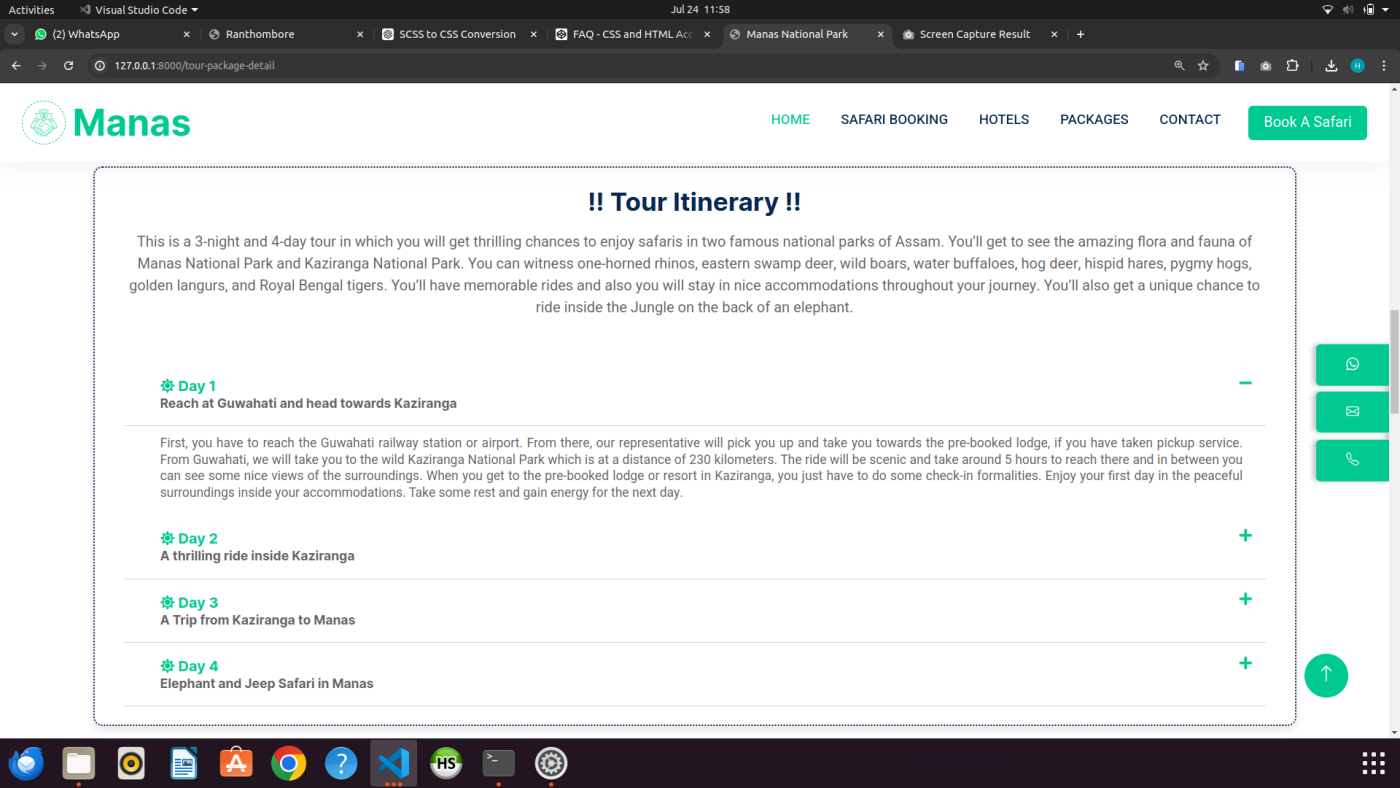 Activities Visual Studio Code Jul 24 11:58
(2) WhatsApp Ranthombore SCSS to CSS Conversion FAQ - CSS and HTML Acc Manas National Park Screen Capture Result
127.0.0.1:8000/tour-package-detail H
Manas HOME SAFARI BOOKING HOTELS PACKAGES CONTACT Book A Safari
!! Tour Itinerary !!
This is a 3-night and 4-day tour in which you will get thrilling chances to enjoy safaris in two famous national parks of Assam. You’ll get to see the amazing flora and fauna of
Manas National Park and Kaziranga National Park. You can witness one-horned rhinos, eastern swamp deer, wild boars, water buffaloes, hog deer, hispid hares, pygmy hogs,
golden langurs, and Royal Bengal tigers. You’ll have memorable rides and also you will stay in nice accommodations throughout your journey. You’ll also get a unique chance to
ride inside the Jungle on the back of an elephant.
Day 1
Reach at Guwahati and head towards Kaziranga
First, you have to reach the Guwahati railway station or airport. From there, our representative will pick you up and take you towards the pre-booked lodge, if you have taken pickup service.
From Guwahati, we will take you to the wild Kaziranga National Park which is at a distance of 230 kilometers. The ride will be scenic and take around 5 hours to reach there and in between you
can see some nice views of the surroundings. When you get to the pre-booked lodge or resort in Kaziranga, you just have to do some check-in formalities. Enjoy your first day in the peaceful
surroundings inside your accommodations. Take some rest and gain energy for the next day.
Day 2
A thrilling ride inside Kaziranga
Day 3
A Trip from Kaziranga to Manas
Day 4
Elephant and Jeep Safari in Manas
HS